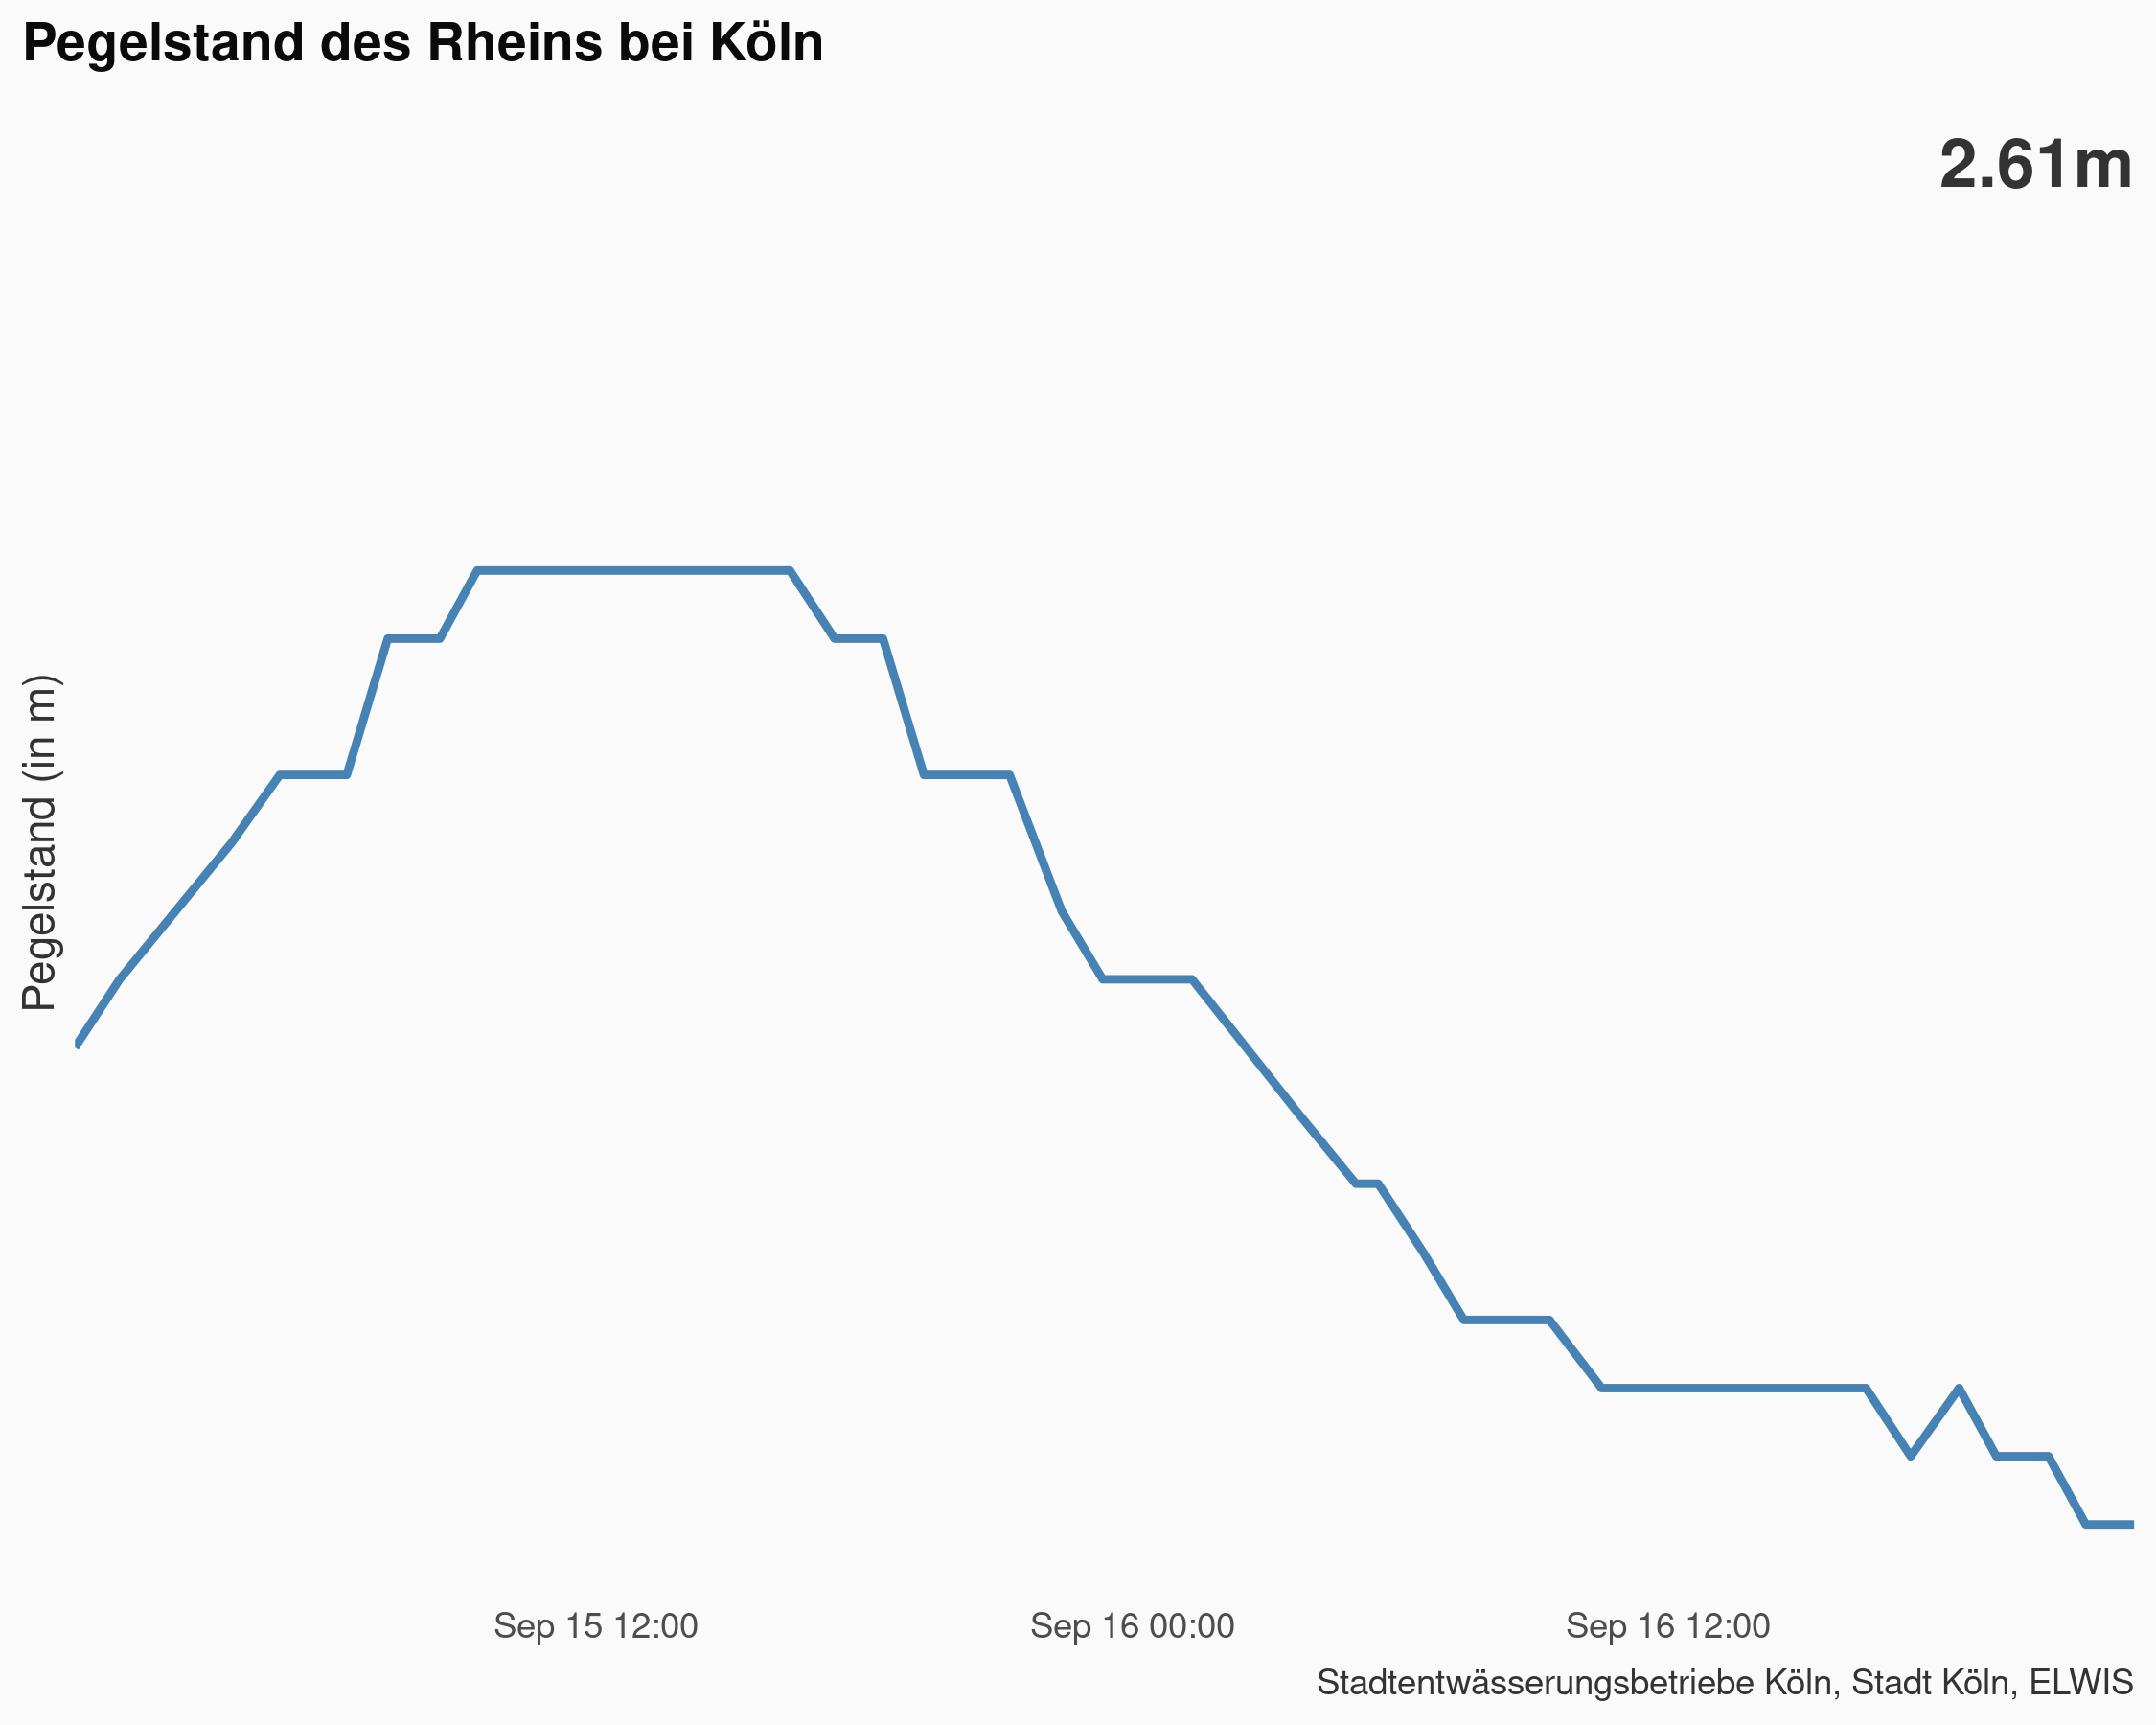 Pegelstand des Rheins bei Köln
2.61m
Pegelstand (in m)
Sep 15 12:00
Sep 16 00:00
Sep 16 12:00
Stadtentwässerungsbetriebe Köln, Stadt Köln, ELWIS